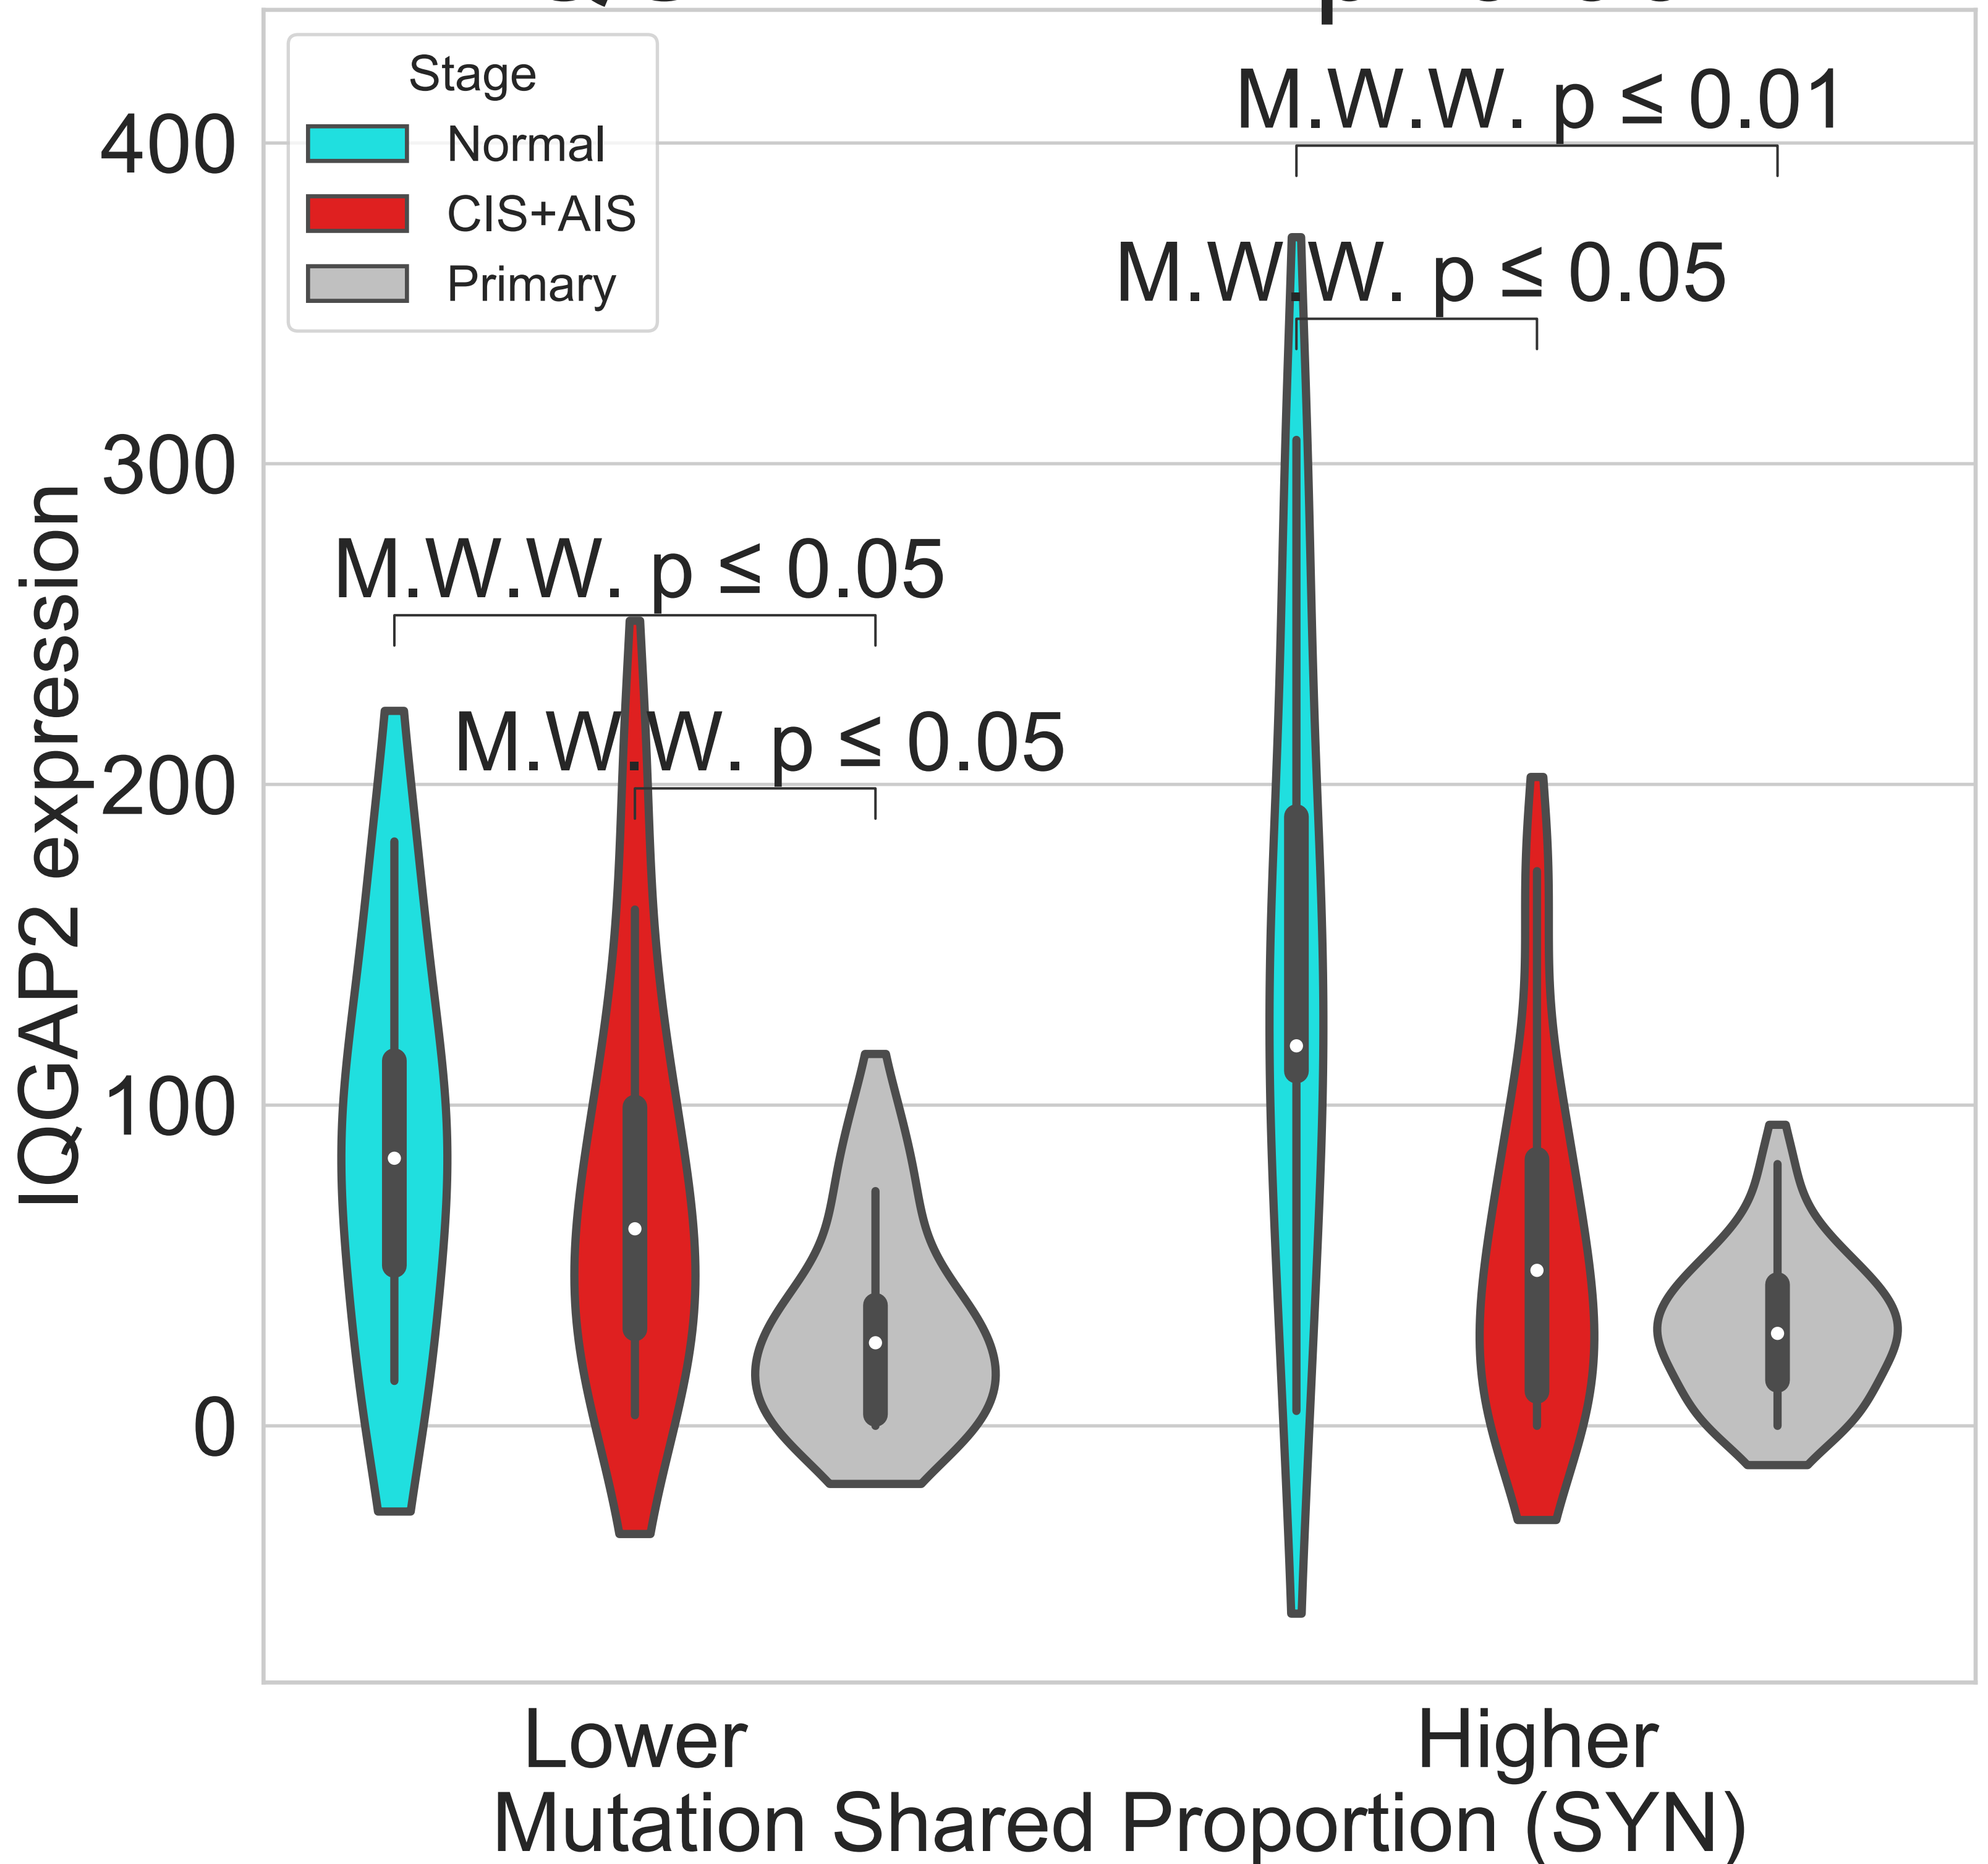 Stage
Normal
CIS+AIS
Primary
M.W.W. p ≤ 0.01
M.W.W. p ≤ 0.05
M.W.W. p ≤ 0.05
M.W.W. p ≤ 0.05
400
300
200
100
0
IQGAP2 expression
Lower
Higher
Mutation Shared Proportion (SYN)